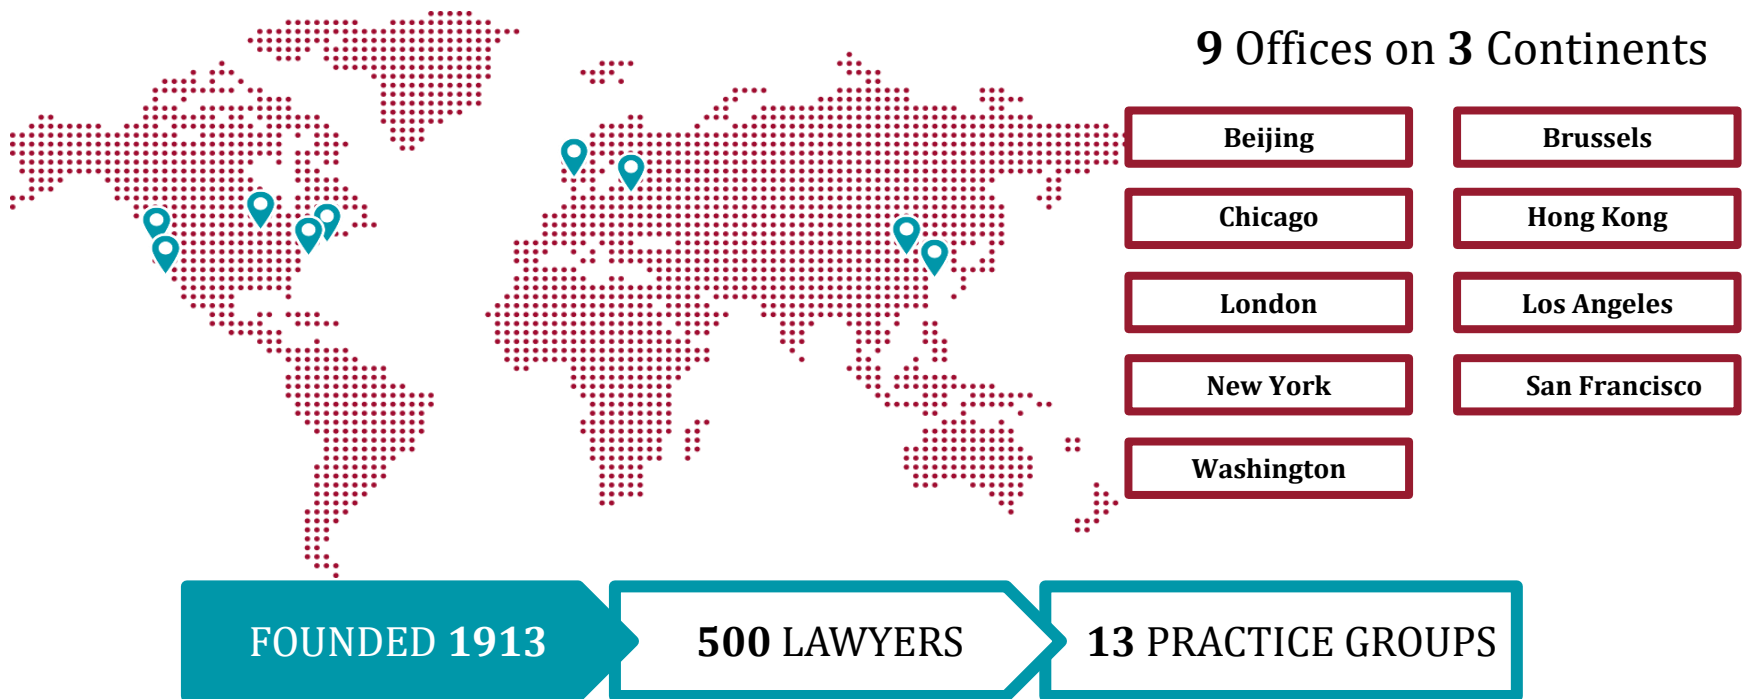 9 Offices on 3 Continents
Beijing
Brussels
Chicago
Hong Kong
London
Los Angeles
New York
San Francisco
Washington
FOUNDED 1913
500 LAWYERS
13 PRACTICE GROUPS